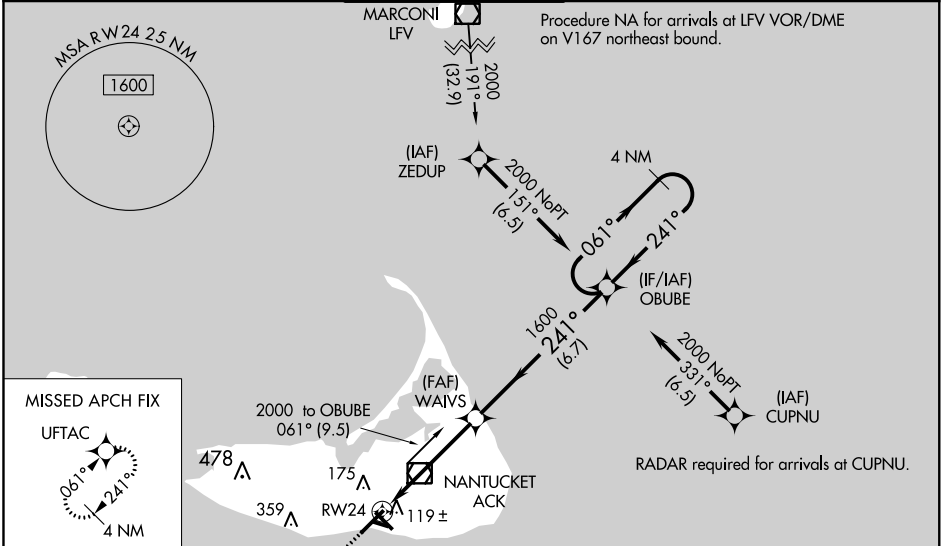 MSA RW24 25 NM
1600
MARCONI
LFV
Procedure NA for arrivals at LFV VOR/DME
on V167 northeast bound.
2000
191°
(32.9)
(IAF)
ZEDUP
2000 NoPT
151°
(6.5)
4 NM
061°
241°
(IF/IAF)
OBUBE
1600
241°
(6.7)
2000 NoPT
331°
(6.5)
(IAF)
CUPNU
RADAR required for arrivals at CUPNU.
(FAF)
WAIVS
2000 to OBUBE
061° (9.5)
MISSED APCH FIX
UFTAC
061°
241°
4 NM
478
175
NANTUCKET
ACK
359
RW24
119 ±